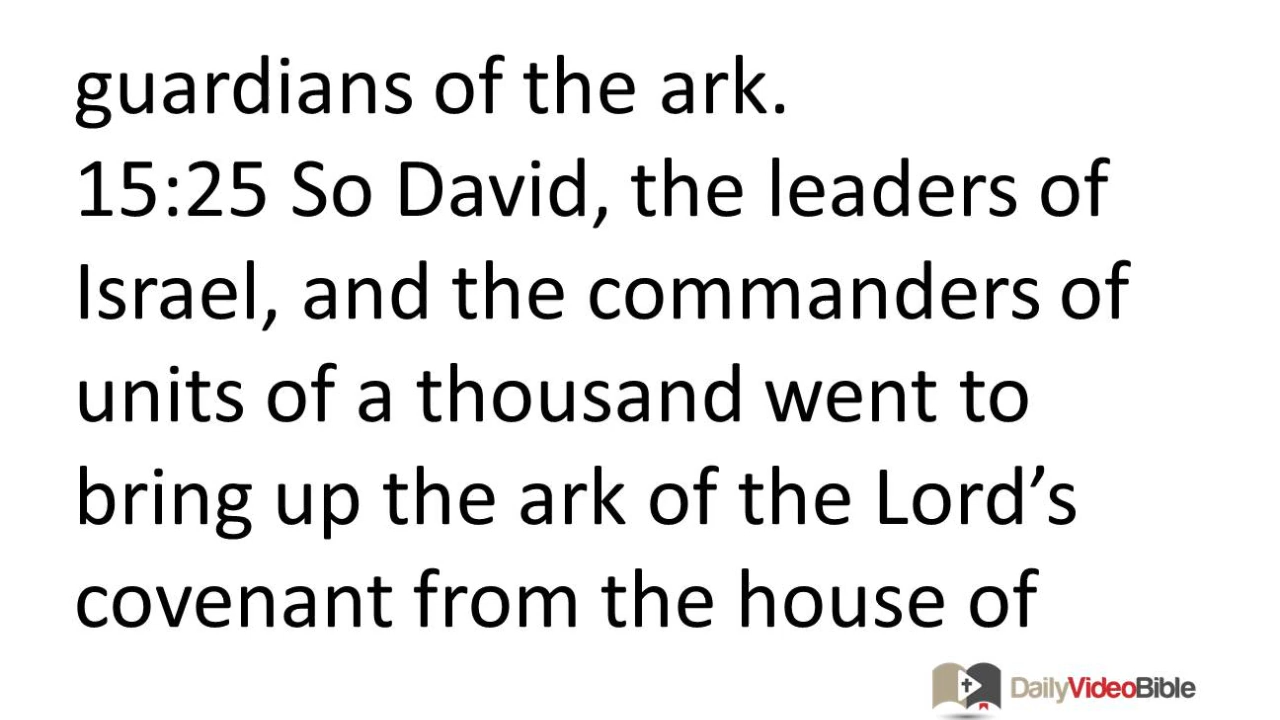 guardians of the ark.
15:25 So David, the leaders of
Israel, and the commanders of
units of a thousand went to
bring up the ark of the Lord’s
covenant from the house of
DailyVideoBible